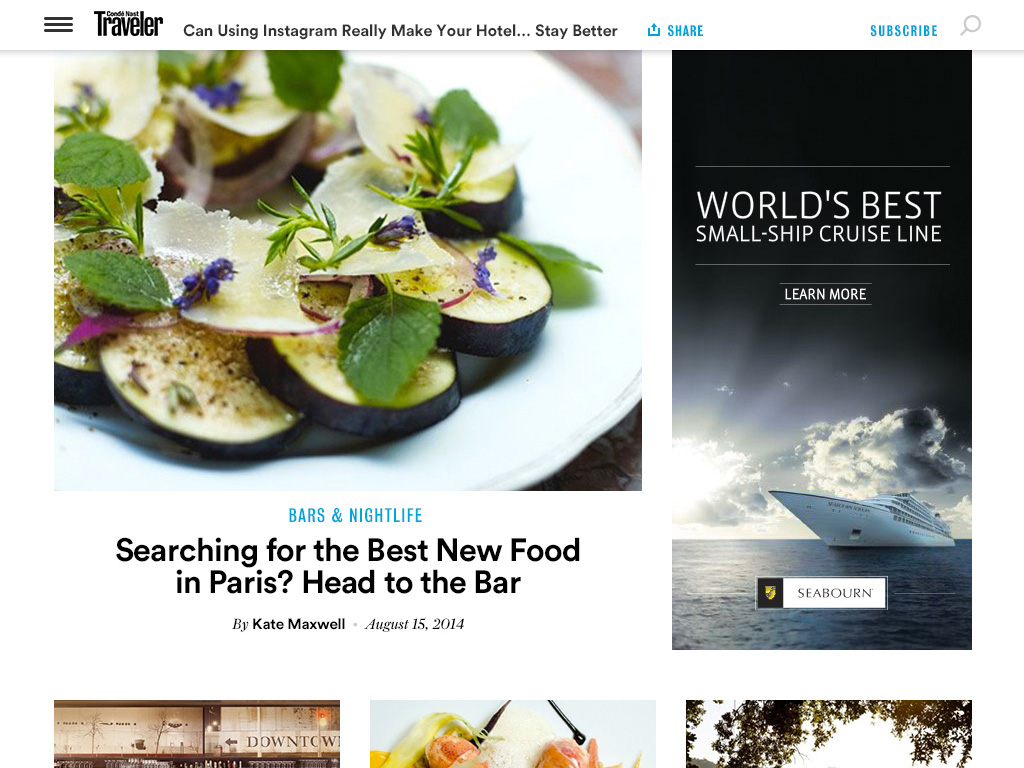 Condé Nast
Traveler
Can Using Instagram Really Make Your Hotel... Stay Better
SHARE
SUBSCRIBE
WORLD'S BEST
SMALL-SHIP CRUISE LINE
LEARN MORE
SEABOURN
BARS & NIGHTLIFE
Searching for the Best New Food
in Paris? Head to the Bar
By Kate Maxwell • August 15, 2014
DOWNTOWN